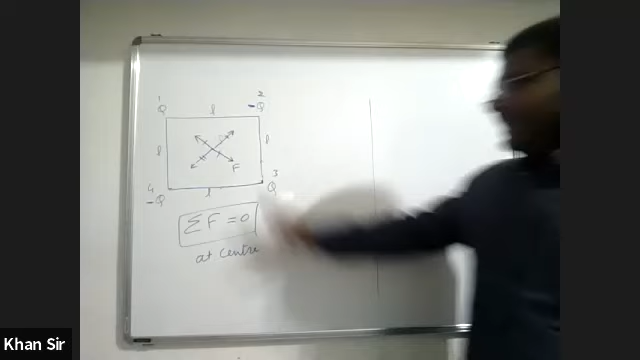 1 2
Q l -Q
l l
F
4 3
-Q l Q
ΣF = 0
at centre
Khan Sir